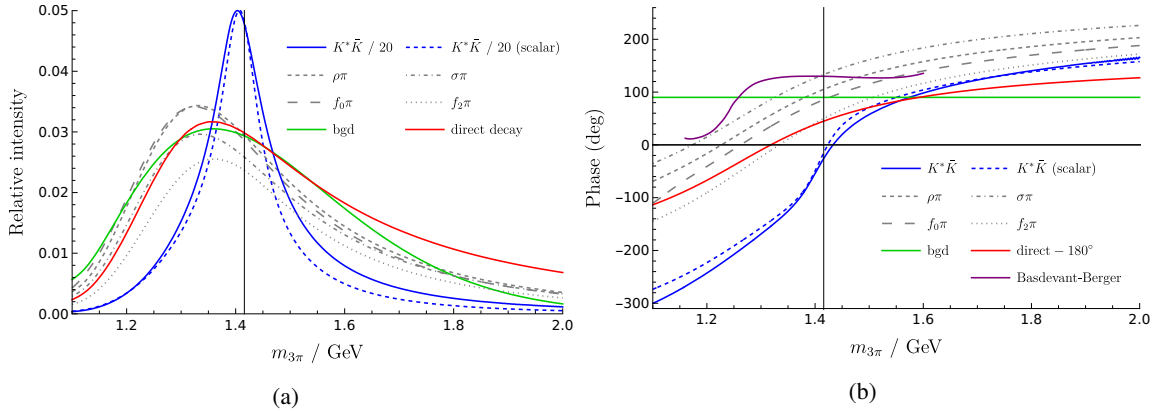 0.05
0.04
0.03
0.02
0.01
0.00
Relative intensity
K*K̄ / 20
K*K̄ / 20 (scalar)
ρπ
σπ
f₀π
f₂π
bgd
direct decay
1.2
1.4
1.6
1.8
2.0
m₃π / GeV
(a)
200
100
0
−100
−200
−300
Phase (deg)
K*K̄
K*K̄ (scalar)
ρπ
σπ
f₀π
f₂π
bgd
direct − 180°
Basdevant-Berger
1.2
1.4
1.6
1.8
2.0
m₃π / GeV
(b)